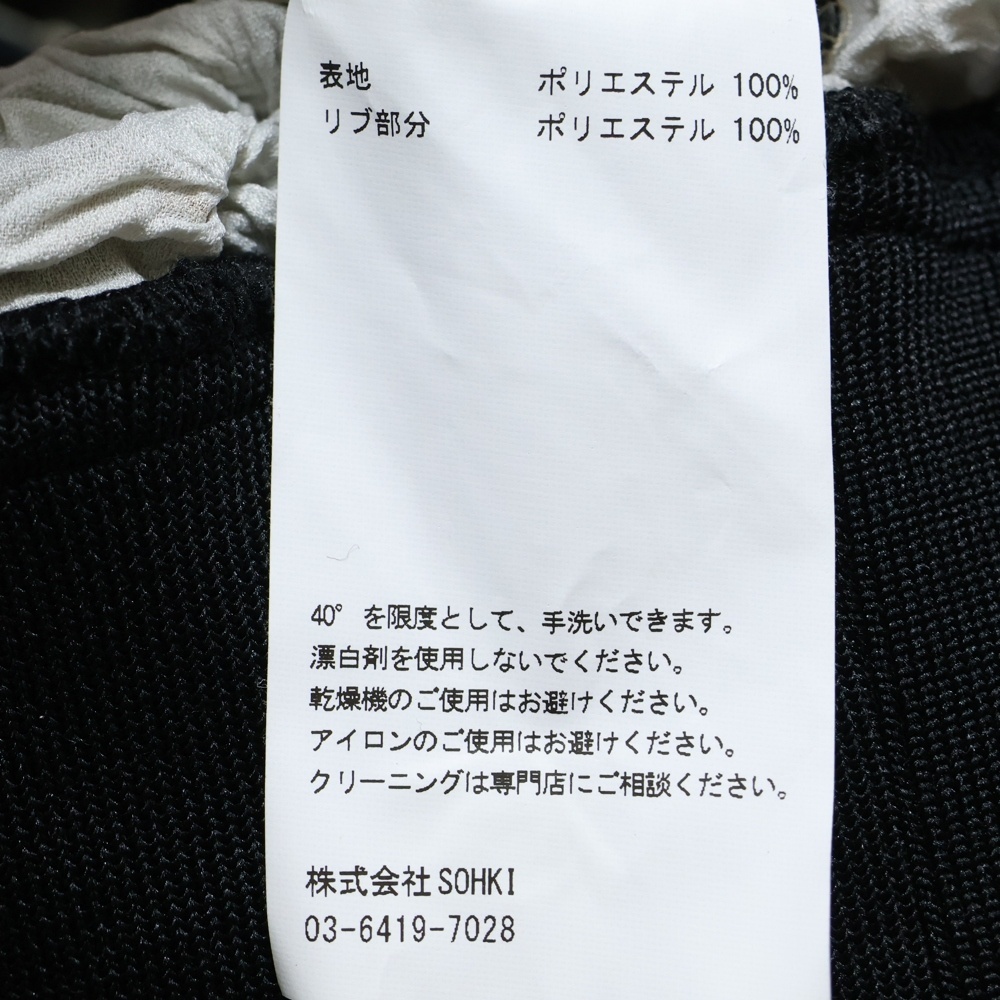 表地 ポリエステル 100%
リブ部分 ポリエステル 100%
40° を限度として、手洗いできます。
漂白剤を使用しないでください。
乾燥機のご使用はお避けください。
アイロンのご使用はお避けください。
クリーニングは専門店にご相談ください。
株式会社SOHKI
03-6419-7028